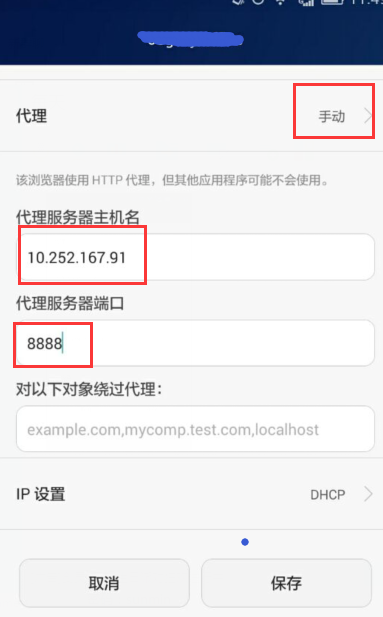 代理
手动
该浏览器使用 HTTP 代理，但其他应用程序可能不会使用。
代理服务器主机名
10.252.167.91
代理服务器端口
8888
对以下对象绕过代理：
example.com,mycomp.test.com,localhost
IP 设置
DHCP
取消
保存